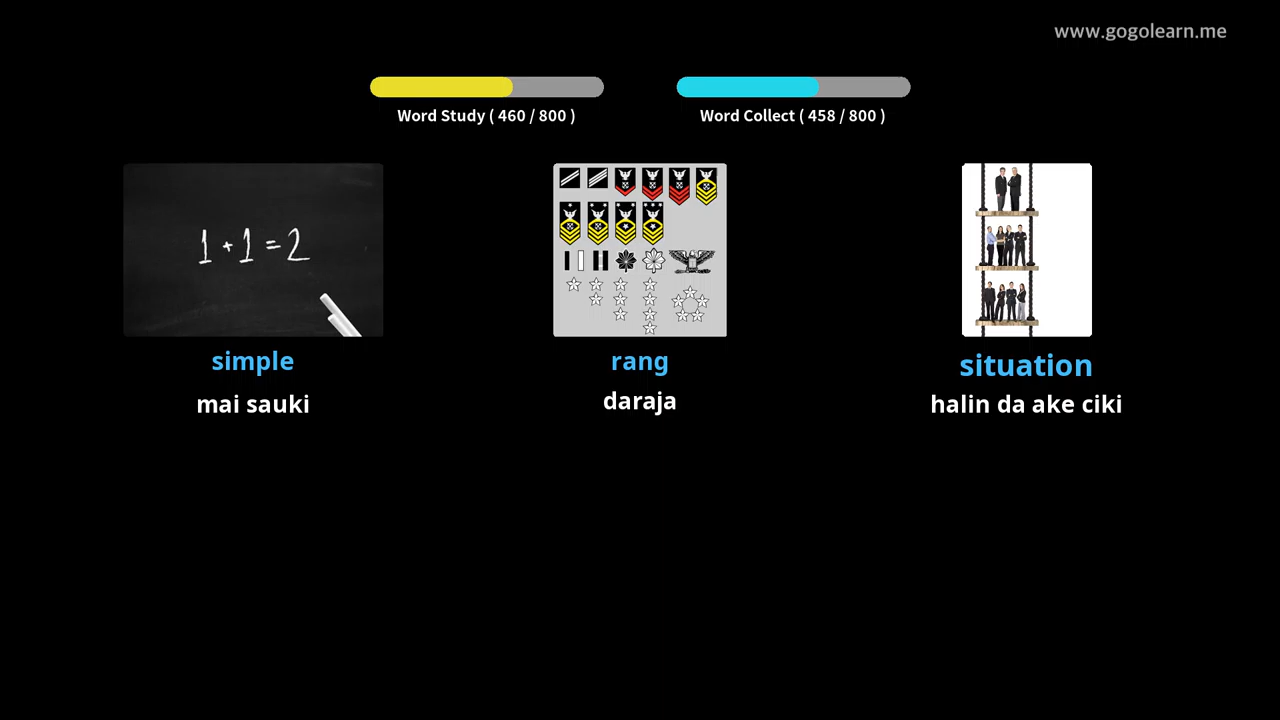 www.gogolearn.me
Word Study ( 460 / 800 )
Word Collect ( 458 / 800 )
1 + 1 = 2
simple
rang
situation
mai sauki
daraja
halin da ake ciki